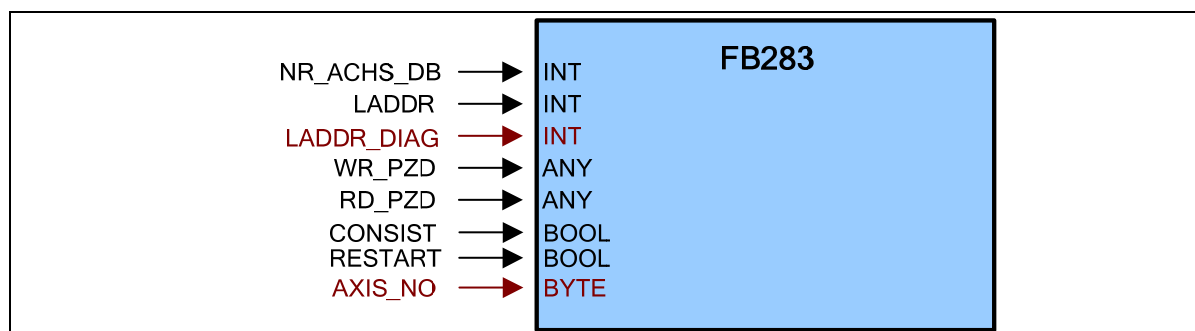 FB283
NR_ACHS_DB INT
LADDR INT
LADDR_DIAG INT
WR_PZD ANY
RD_PZD ANY
CONSIST BOOL
RESTART BOOL
AXIS_NO BYTE